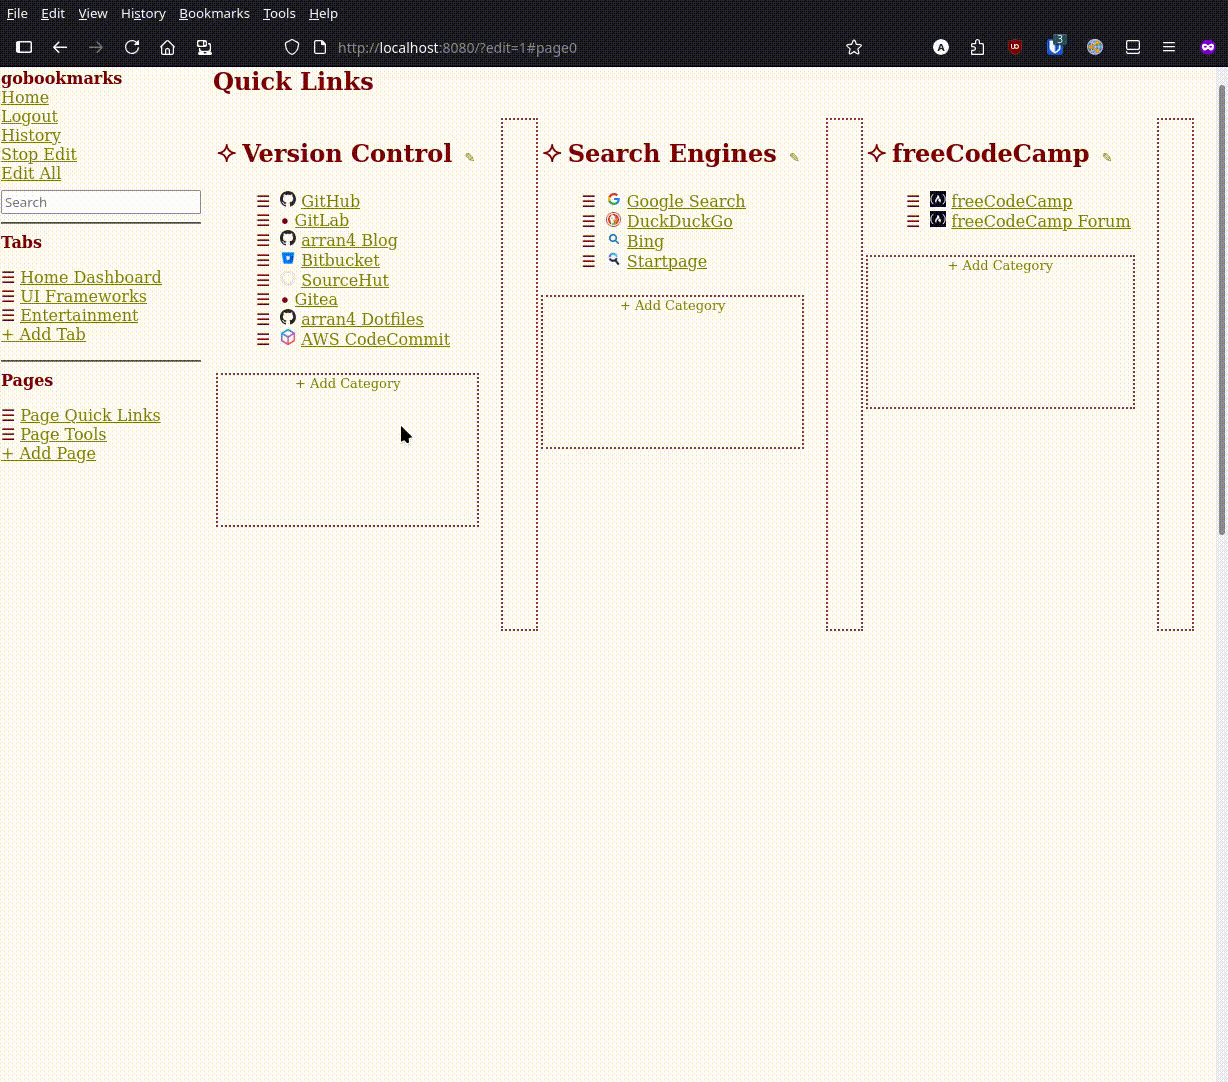 File Edit View History Bookmarks Tools Help
http://localhost:8080/?edit=1#page0
3
gobookmarks
Home
Logout
History
Stop Edit
Edit All
Search
Tabs
Home Dashboard
UI Frameworks
Entertainment
+ Add Tab
Pages
Page Quick Links
Page Tools
+ Add Page
Quick Links
Version Control
GitHub
GitLab
arran4 Blog
Bitbucket
SourceHut
Gitea
arran4 Dotfiles
AWS CodeCommit
+ Add Category
Search Engines
Google Search
DuckDuckGo
Bing
Startpage
+ Add Category
freeCodeCamp
freeCodeCamp
freeCodeCamp Forum
+ Add Category